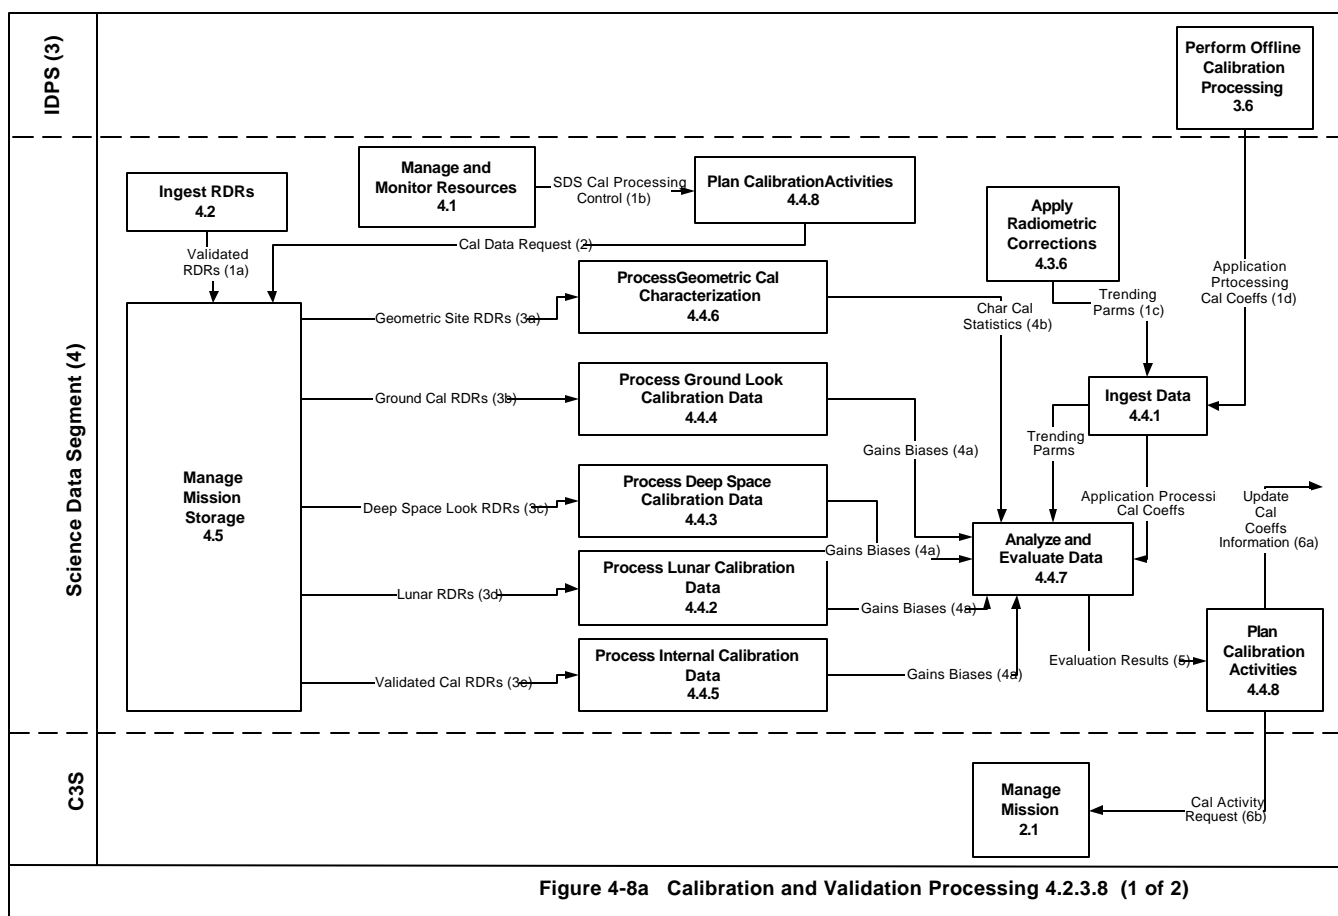 IDPS (3)
Perform Offline
Calibration
Processing
3.6
Science Data Segment (4)
Ingest RDRs
4.2
Manage and
Monitor Resources
4.1
SDS Cal Processing
Control (1b)
Plan CalibrationActivities
4.4.8
Apply
Radiometric
Corrections
4.3.6
Validated
RDRs (1a)
Cal Data Request (2)
Application
Prtocessing
Cal Coeffs (1d)
ProcessGeometric Cal
Characterization
4.4.6
Geometric Site RDRs (3a)
Char Cal
Statistics (4b)
Trending
Parms (1c)
Process Ground Look
Calibration Data
4.4.4
Ground Cal RDRs (3b)
Ingest Data
4.4.1
Gains Biases (4a)
Trending
Parms
Manage
Mission
Storage
4.5
Process Deep Space
Calibration Data
4.4.3
Deep Space Look RDRs (3c)
Application Processi
Cal Coeffs
Update
Cal
Coeffs
Information (6a)
Gains Biases (4a)
Analyze and
Evaluate Data
4.4.7
Process Lunar Calibration
Data
4.4.2
Lunar RDRs (3d)
Gains Biases (4a)
Process Internal Calibration
Data
4.4.5
Validated Cal RDRs (3e)
Gains Biases (4a)
Evaluation Results (5)
Plan
Calibration
Activities
4.4.8
C3S
Manage
Mission
2.1
Cal Activity
Request (6b)
Figure 4-8a Calibration and Validation Processing 4.2.3.8 (1 of 2)